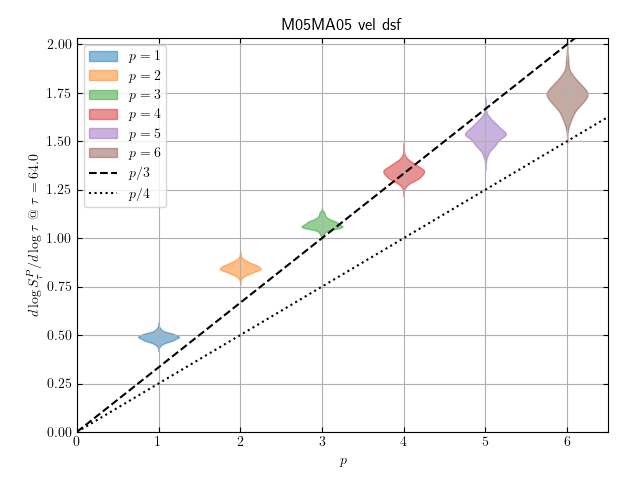 M05MA05 vel dsf
2.00
1.75
1.50
1.25
1.00
0.75
0.50
0.25
0.00
d log S_τ^P / d log τ @ τ = 64.0
p = 1
p = 2
p = 3
p = 4
p = 5
p = 6
p/3
p/4
0 1 2 3 4 5 6
p